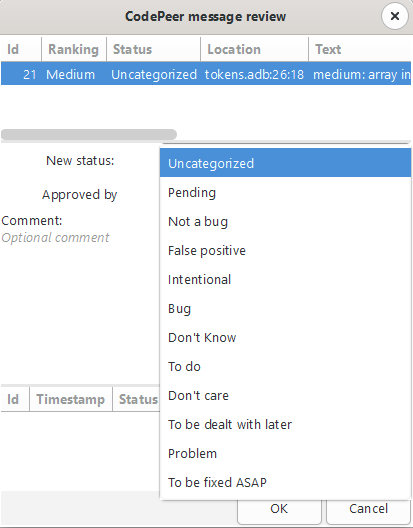 CodePeer message review
Id Ranking Status Location Text
21 Medium Uncategorized tokens.adb:26:18 medium: array in
New status:
Uncategorized
Pending
Approved by
Not a bug
Comment:
Optional comment
False positive
Intentional
Bug
Don't Know
To do
Don't care
Id Timestamp Status
To be dealt with later
Problem
To be fixed ASAP
OK Cancel